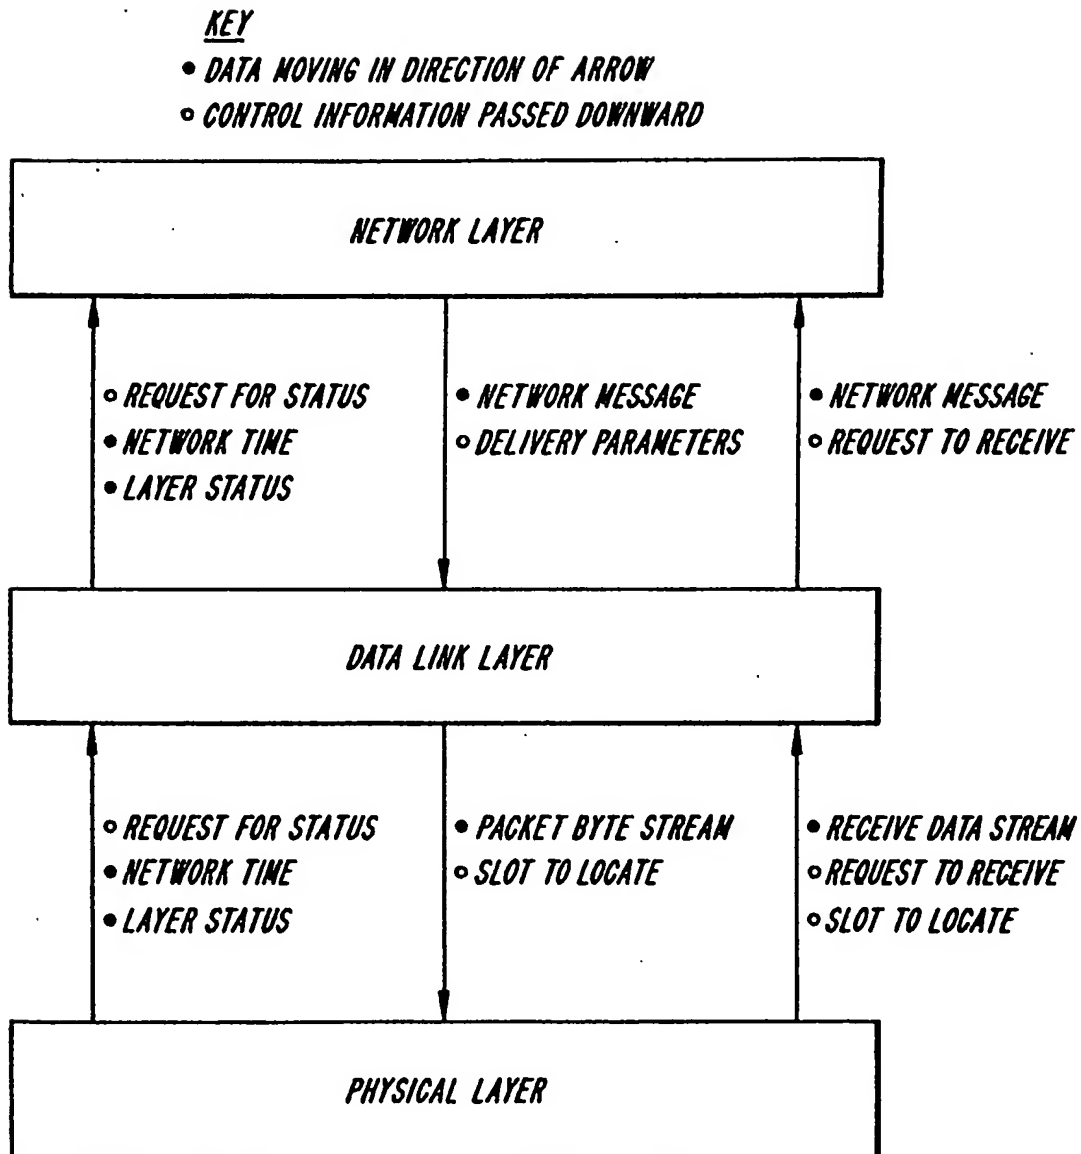 KEY
• DATA MOVING IN DIRECTION OF ARROW
○ CONTROL INFORMATION PASSED DOWNWARD
NETWORK LAYER
○ REQUEST FOR STATUS
• NETWORK TIME
• LAYER STATUS
• NETWORK MESSAGE
○ DELIVERY PARAMETERS
• NETWORK MESSAGE
○ REQUEST TO RECEIVE
DATA LINK LAYER
○ REQUEST FOR STATUS
• NETWORK TIME
• LAYER STATUS
• PACKET BYTE STREAM
○ SLOT TO LOCATE
• RECEIVE DATA STREAM
○ REQUEST TO RECEIVE
○ SLOT TO LOCATE
PHYSICAL LAYER